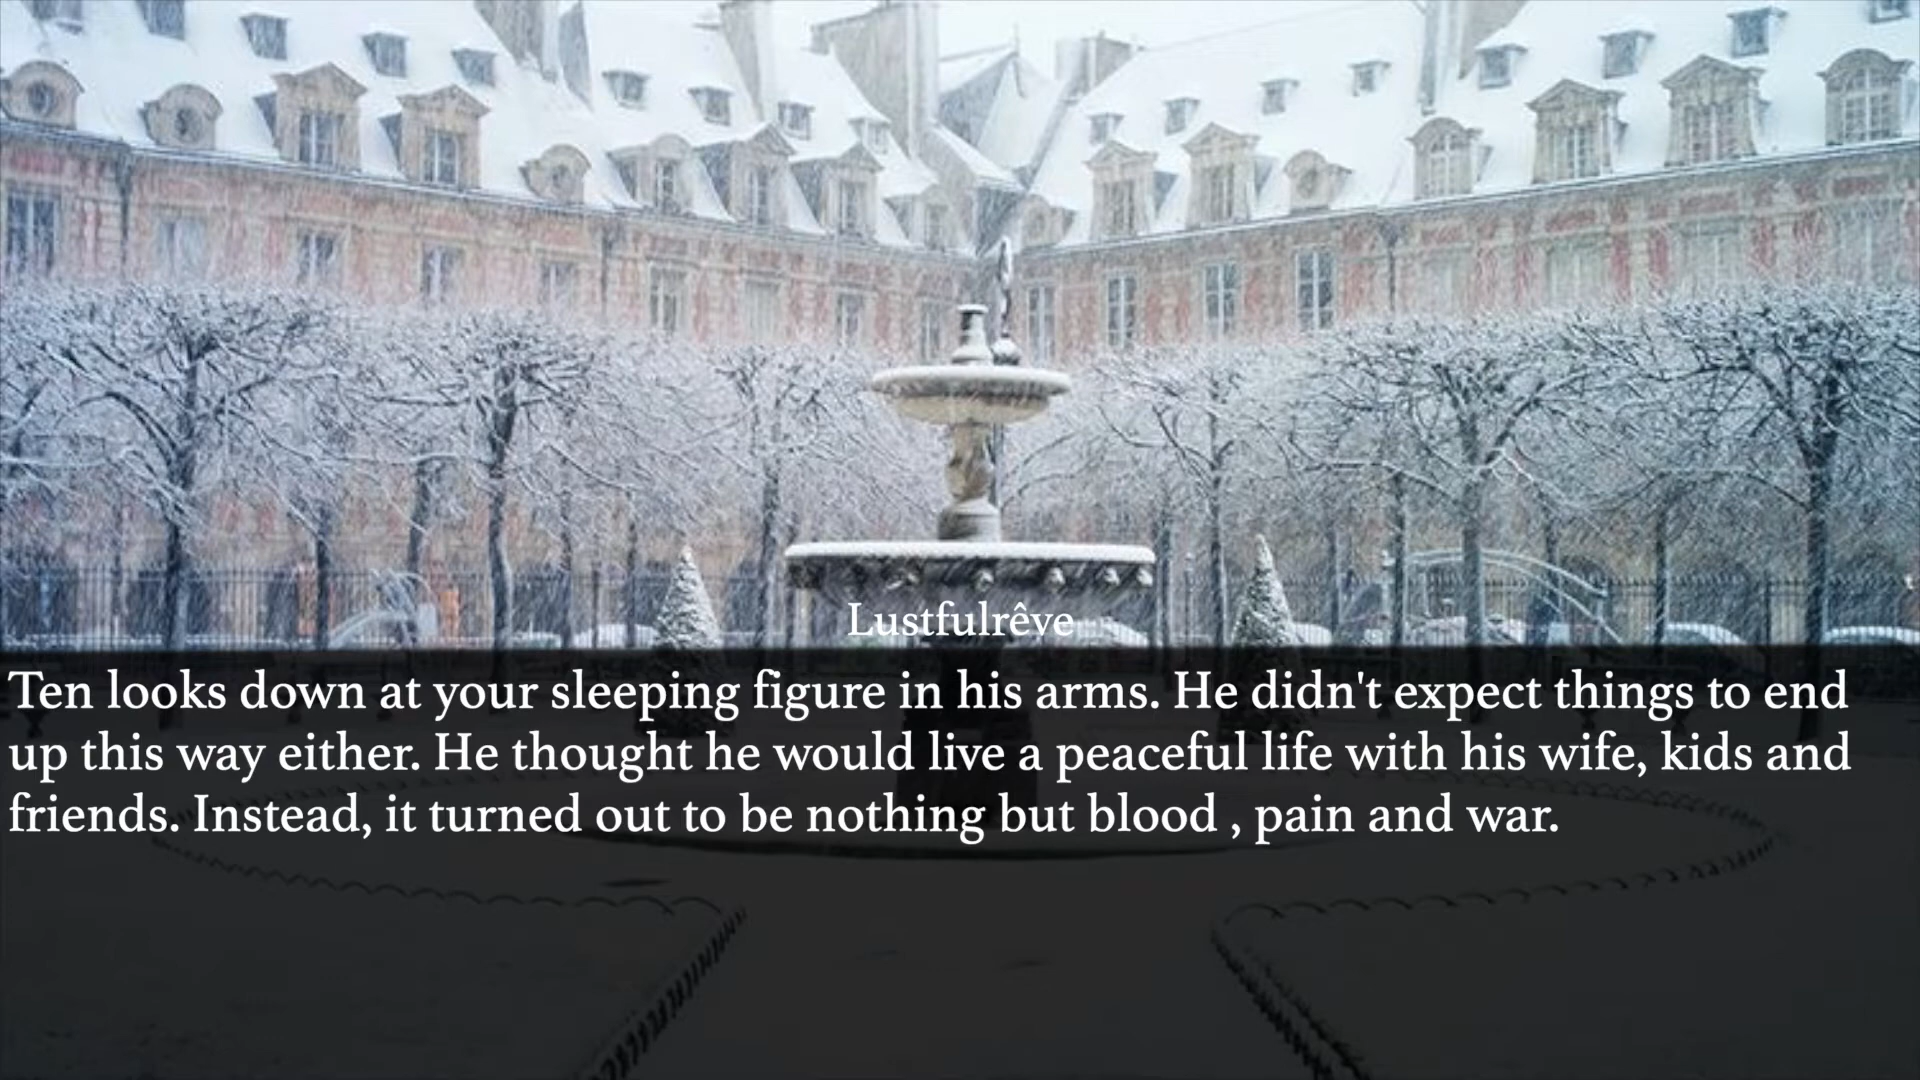 Lustfulrêve
Ten looks down at your sleeping figure in his arms. He didn't expect things to end
up this way either. He thought he would live a peaceful life with his wife, kids and
friends. Instead, it turned out to be nothing but blood , pain and war.